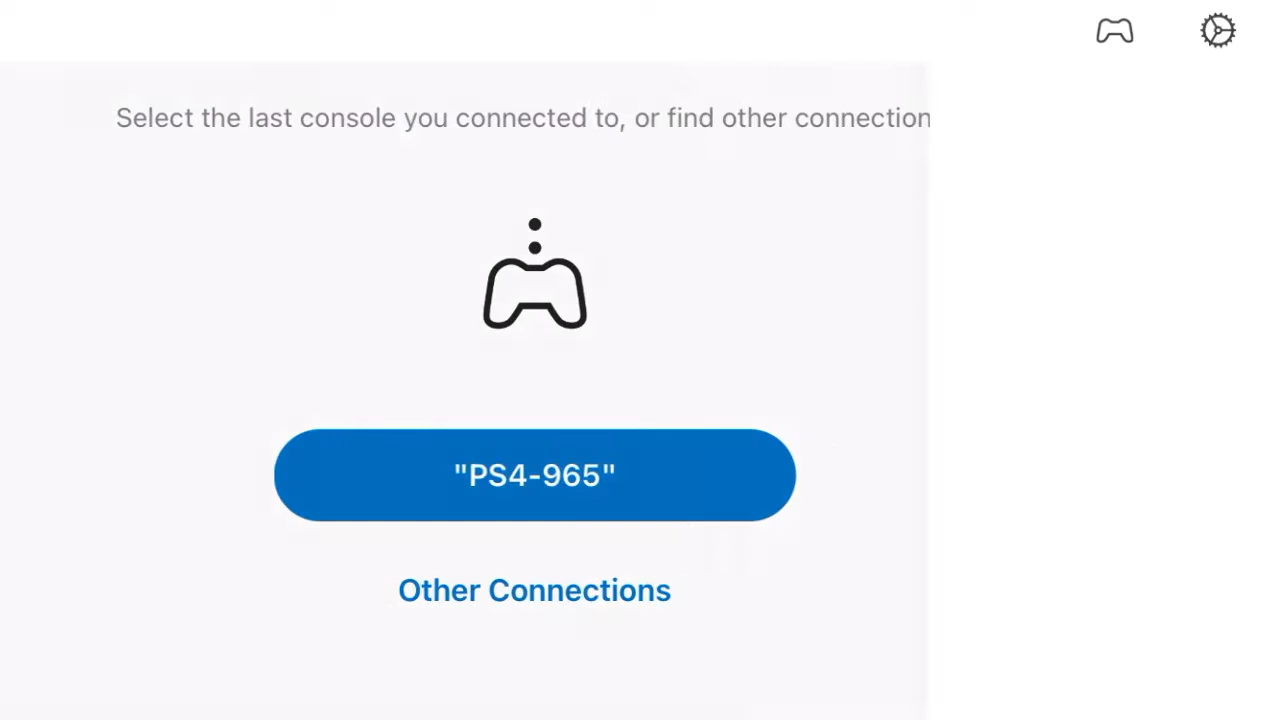 Select the last console you connected to, or find other connection
"PS4-965"
Other Connections